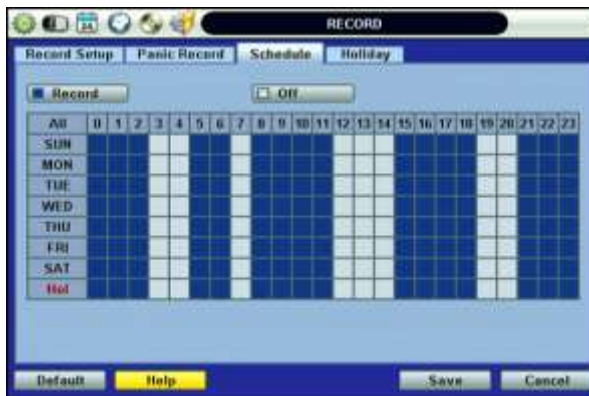 24
RECORD
Record Setup Panic Record Schedule Holiday
Record Off
All 0 1 2 3 4 5 6 7 8 9 10 11 12 13 14 15 16 17 18 19 20 21 22 23
SUN
MON
TUE
WED
THU
FRI
SAT
Hol
Default Help Save Cancel